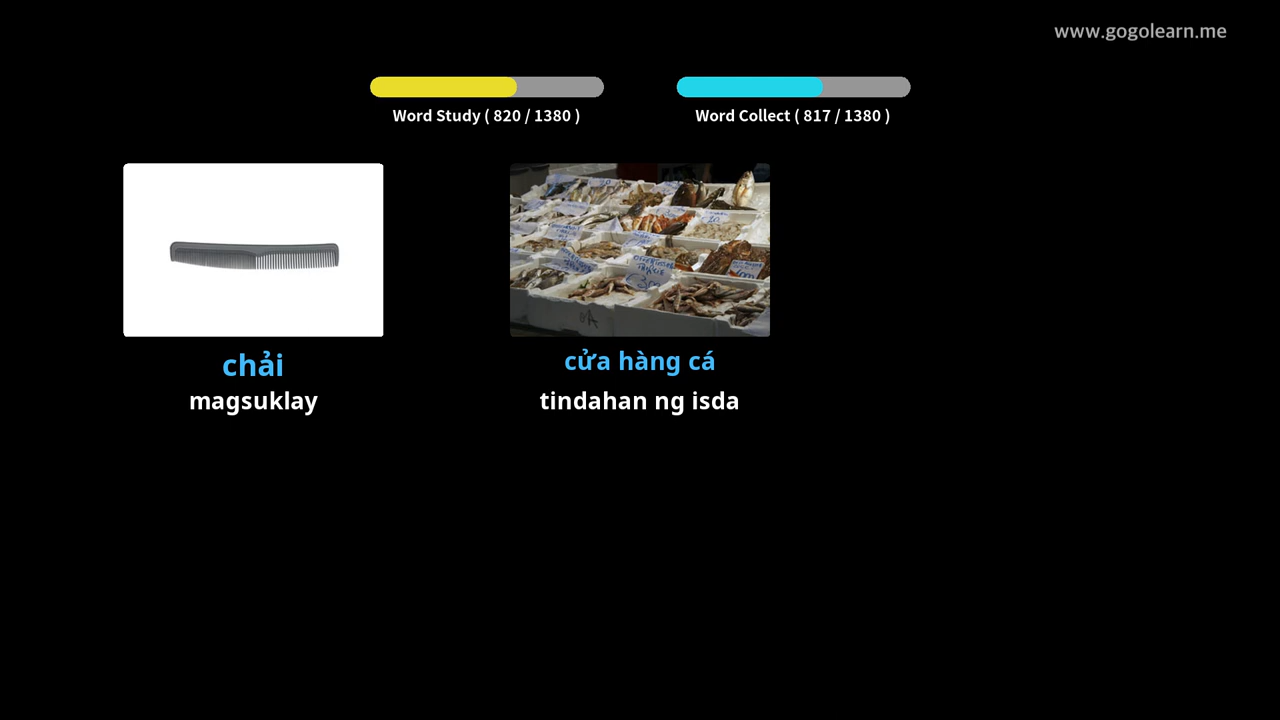 www.gogolearn.me
Word Study ( 820 / 1380 )
Word Collect ( 817 / 1380 )
chải
magsuklay
cửa hàng cá
tindahan ng isda